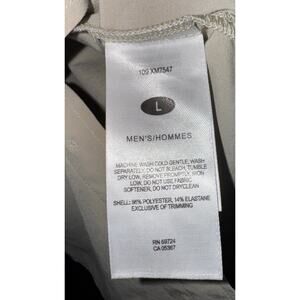 109 XM7547
L
MEN'S/HOMMES
MACHINE WASH COLD GENTLE, WASH
SEPARATELY, DO NOT BLEACH, TUMBLE
DRY LOW, REMOVE PROMPTLY, IRON
LOW, DO NOT USE FABRIC
SOFTENER, DO NOT DRYCLEAN
SHELL: 86% POLYESTER, 14% ELASTANE
EXCLUSIVE OF TRIMMING
RN 69724
CA 05367